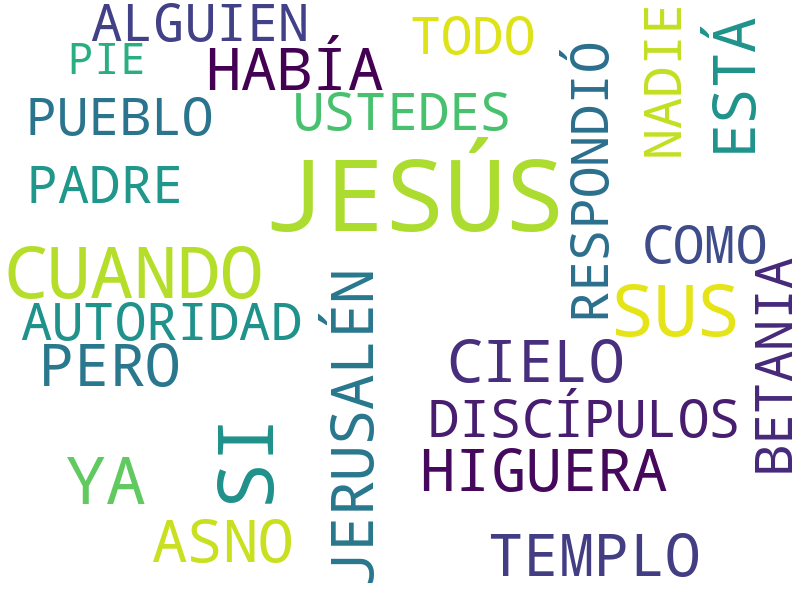 ALGUIEN
TODO
PIE
HABÍA
NADIE
ESTÁ
PUEBLO
USTEDES
RESPONDIÓ
PADRE
JESÚS
CUANDO
COMO
AUTORIDAD
SUS
BETANIA
PERO
JERUSALÉN
CIELO
DISCÍPULOS
SI
YA
HIGUERA
ASNO
TEMPLO